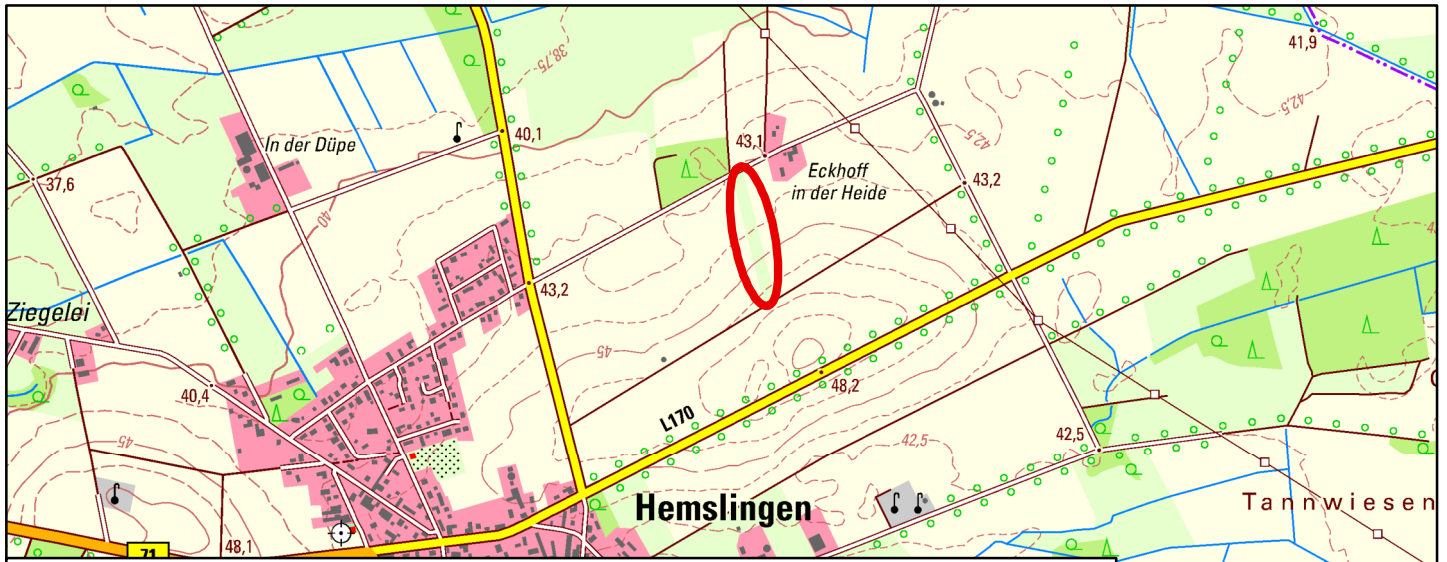 38,75
41,9
42,5
40,1
In der Düpe
43,1
42,5
37,6
Eckhoff
in der Heide
43,2
40
43,2
Ziegelei
45
48,2
40,4
L170
45
42,5
42,5
Hemslingen
Tannwiesen
48,1
71